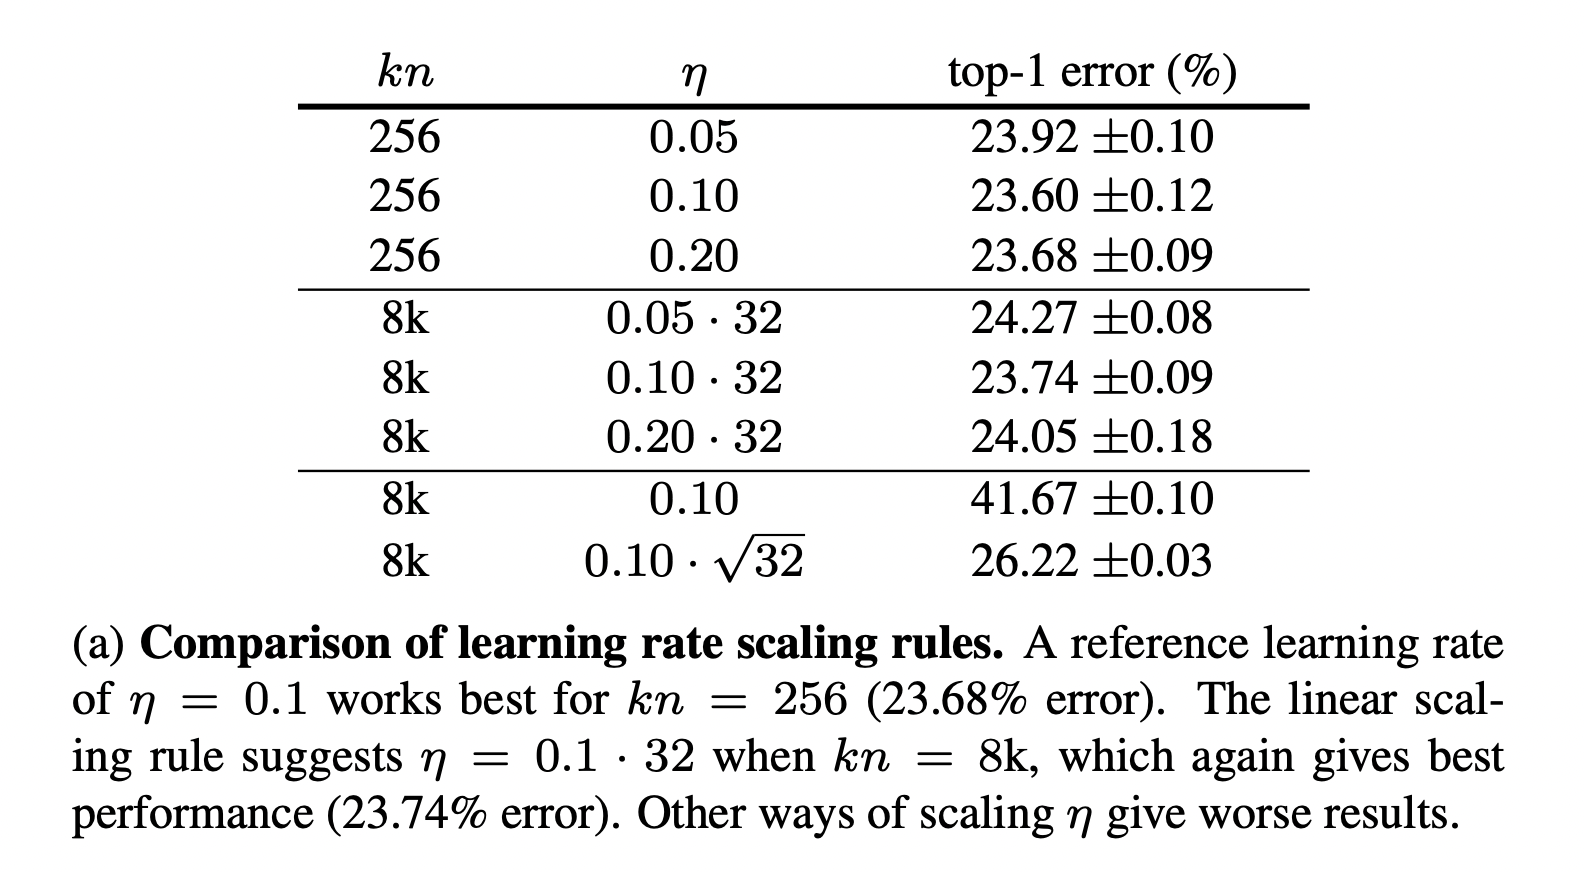 kn η top-1 error (%)
256 0.05 23.92 ±0.10
256 0.10 23.60 ±0.12
256 0.20 23.68 ±0.09
8k 0.05 · 32 24.27 ±0.08
8k 0.10 · 32 23.74 ±0.09
8k 0.20 · 32 24.05 ±0.18
8k 0.10 41.67 ±0.10
8k 0.10 · √32 26.22 ±0.03
(a) Comparison of learning rate scaling rules. A reference learning rate
of η = 0.1 works best for kn = 256 (23.68% error). The linear scal-
ing rule suggests η = 0.1 · 32 when kn = 8k, which again gives best
performance (23.74% error). Other ways of scaling η give worse results.